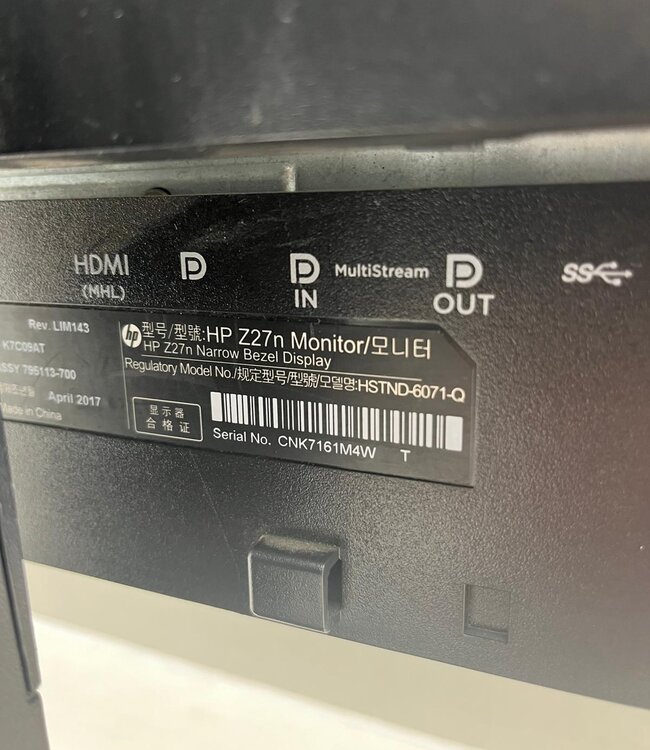 HDMI
(MHL)
IN
MultiStream
OUT
SS
Rev. LIM143
K7C09AT
795113-700
April 2017
Made in China
hp
型号/型號:HP Z27n Monitor/모니터
HP Z27n Narrow Bezel Display
Regulatory Model No./规定型号/型號/모델명:HSTND-6071-Q
显示器
合格证
Serial No. CNK7161M4W T